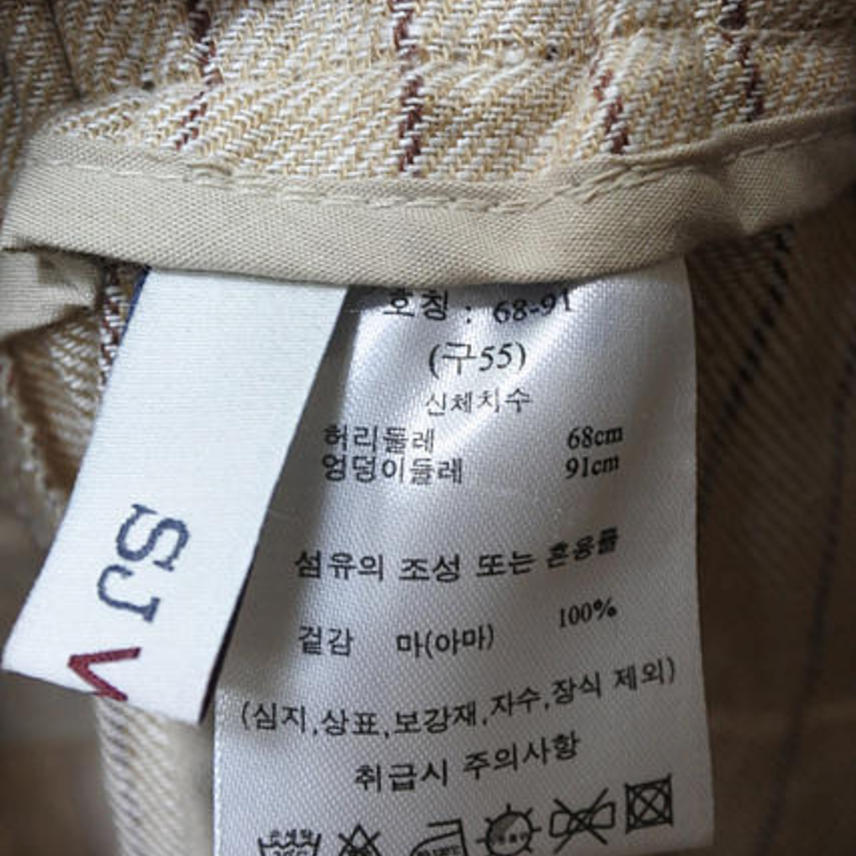 호칭 : 68-91
(구55)
신체치수
허리둘레 68cm
엉덩이둘레 91cm
섬유의 조성 또는 혼용률
겉감 마(아마) 100%
(심지,상표,보강재,자수,장식 제외)
취급시 주의사항
손세탁
SJ